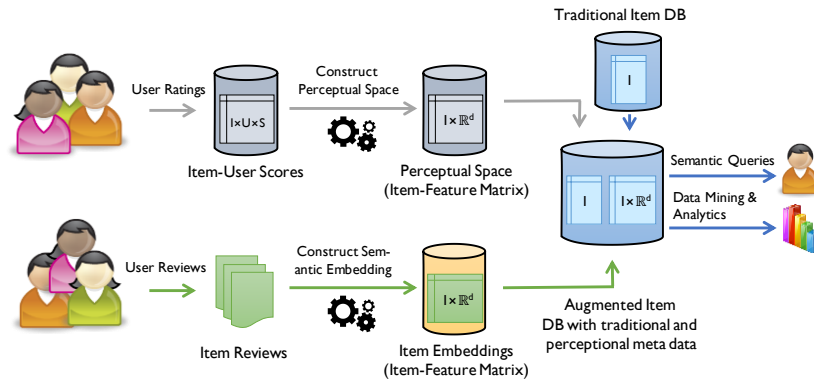 Traditional Item DB
I
User Ratings
I×U×S
Item-User Scores
Construct
Perceptual Space
I×ℝᵈ
Perceptual Space
(Item-Feature Matrix)
I
I×ℝᵈ
Semantic Queries
Data Mining &
Analytics
User Reviews
Item Reviews
Construct Sem-
antic Embedding
I×ℝᵈ
Item Embeddings
(Item-Feature Matrix)
Augmented Item
DB with traditional and
perceptional meta data